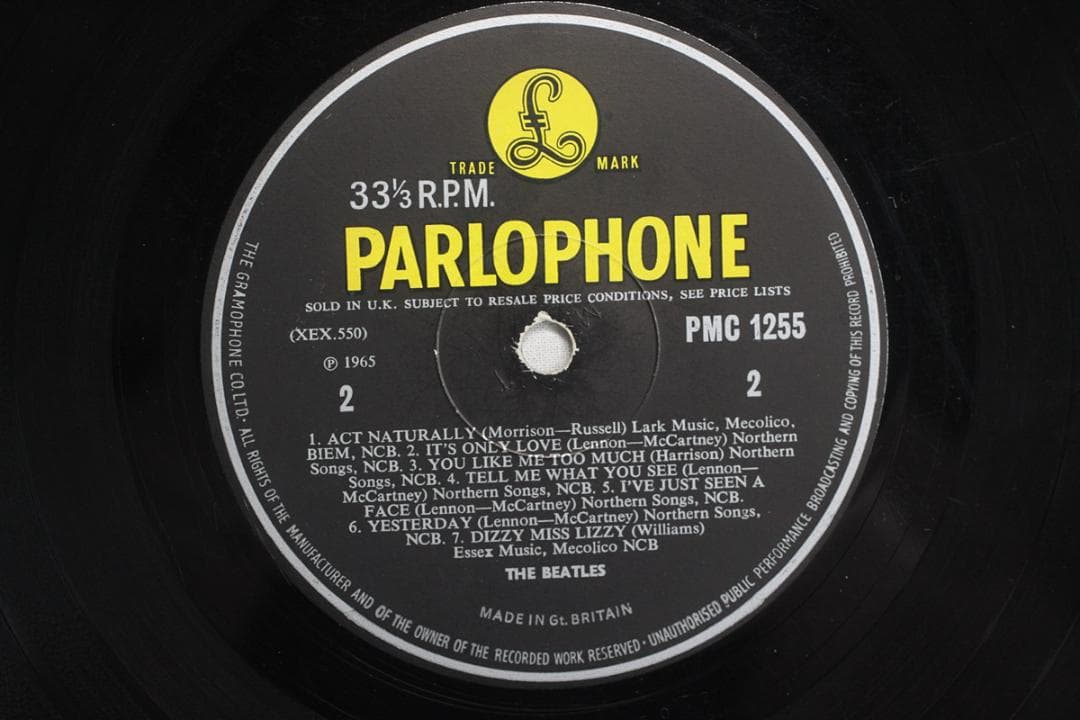 £
TRADE MARK
33⅓ R.P.M.
PARLOPHONE
SOLD IN U.K. SUBJECT TO RESALE PRICE CONDITIONS, SEE PRICE LISTS
(XEX.550)
PMC 1255
℗ 1965
2
2
1. ACT NATURALLY (Morrison—Russell) Lark Music, Mecolico,
BIEM, NCB. 2. IT'S ONLY LOVE (Lennon—McCartney) Northern
Songs, NCB. 3. YOU LIKE ME TOO MUCH (Harrison) Northern
Songs, NCB. 4. TELL ME WHAT YOU SEE (Lennon—
McCartney) Northern Songs, NCB. 5. I'VE JUST SEEN A
FACE (Lennon—McCartney) Northern Songs, NCB.
6. YESTERDAY (Lennon—McCartney) Northern Songs,
NCB. 7. DIZZY MISS LIZZY (Williams)
Essex Music, Mecolico NCB
THE BEATLES
MADE IN Gt. BRITAIN
THE GRAMOPHONE CO. LTD. · ALL RIGHTS OF THE MANUFACTURER AND OF THE OWNER OF THE RECORDED WORK RESERVED · UNAUTHORISED PUBLIC PERFORMANCE BROADCASTING AND COPYING OF THIS RECORD PROHIBITED